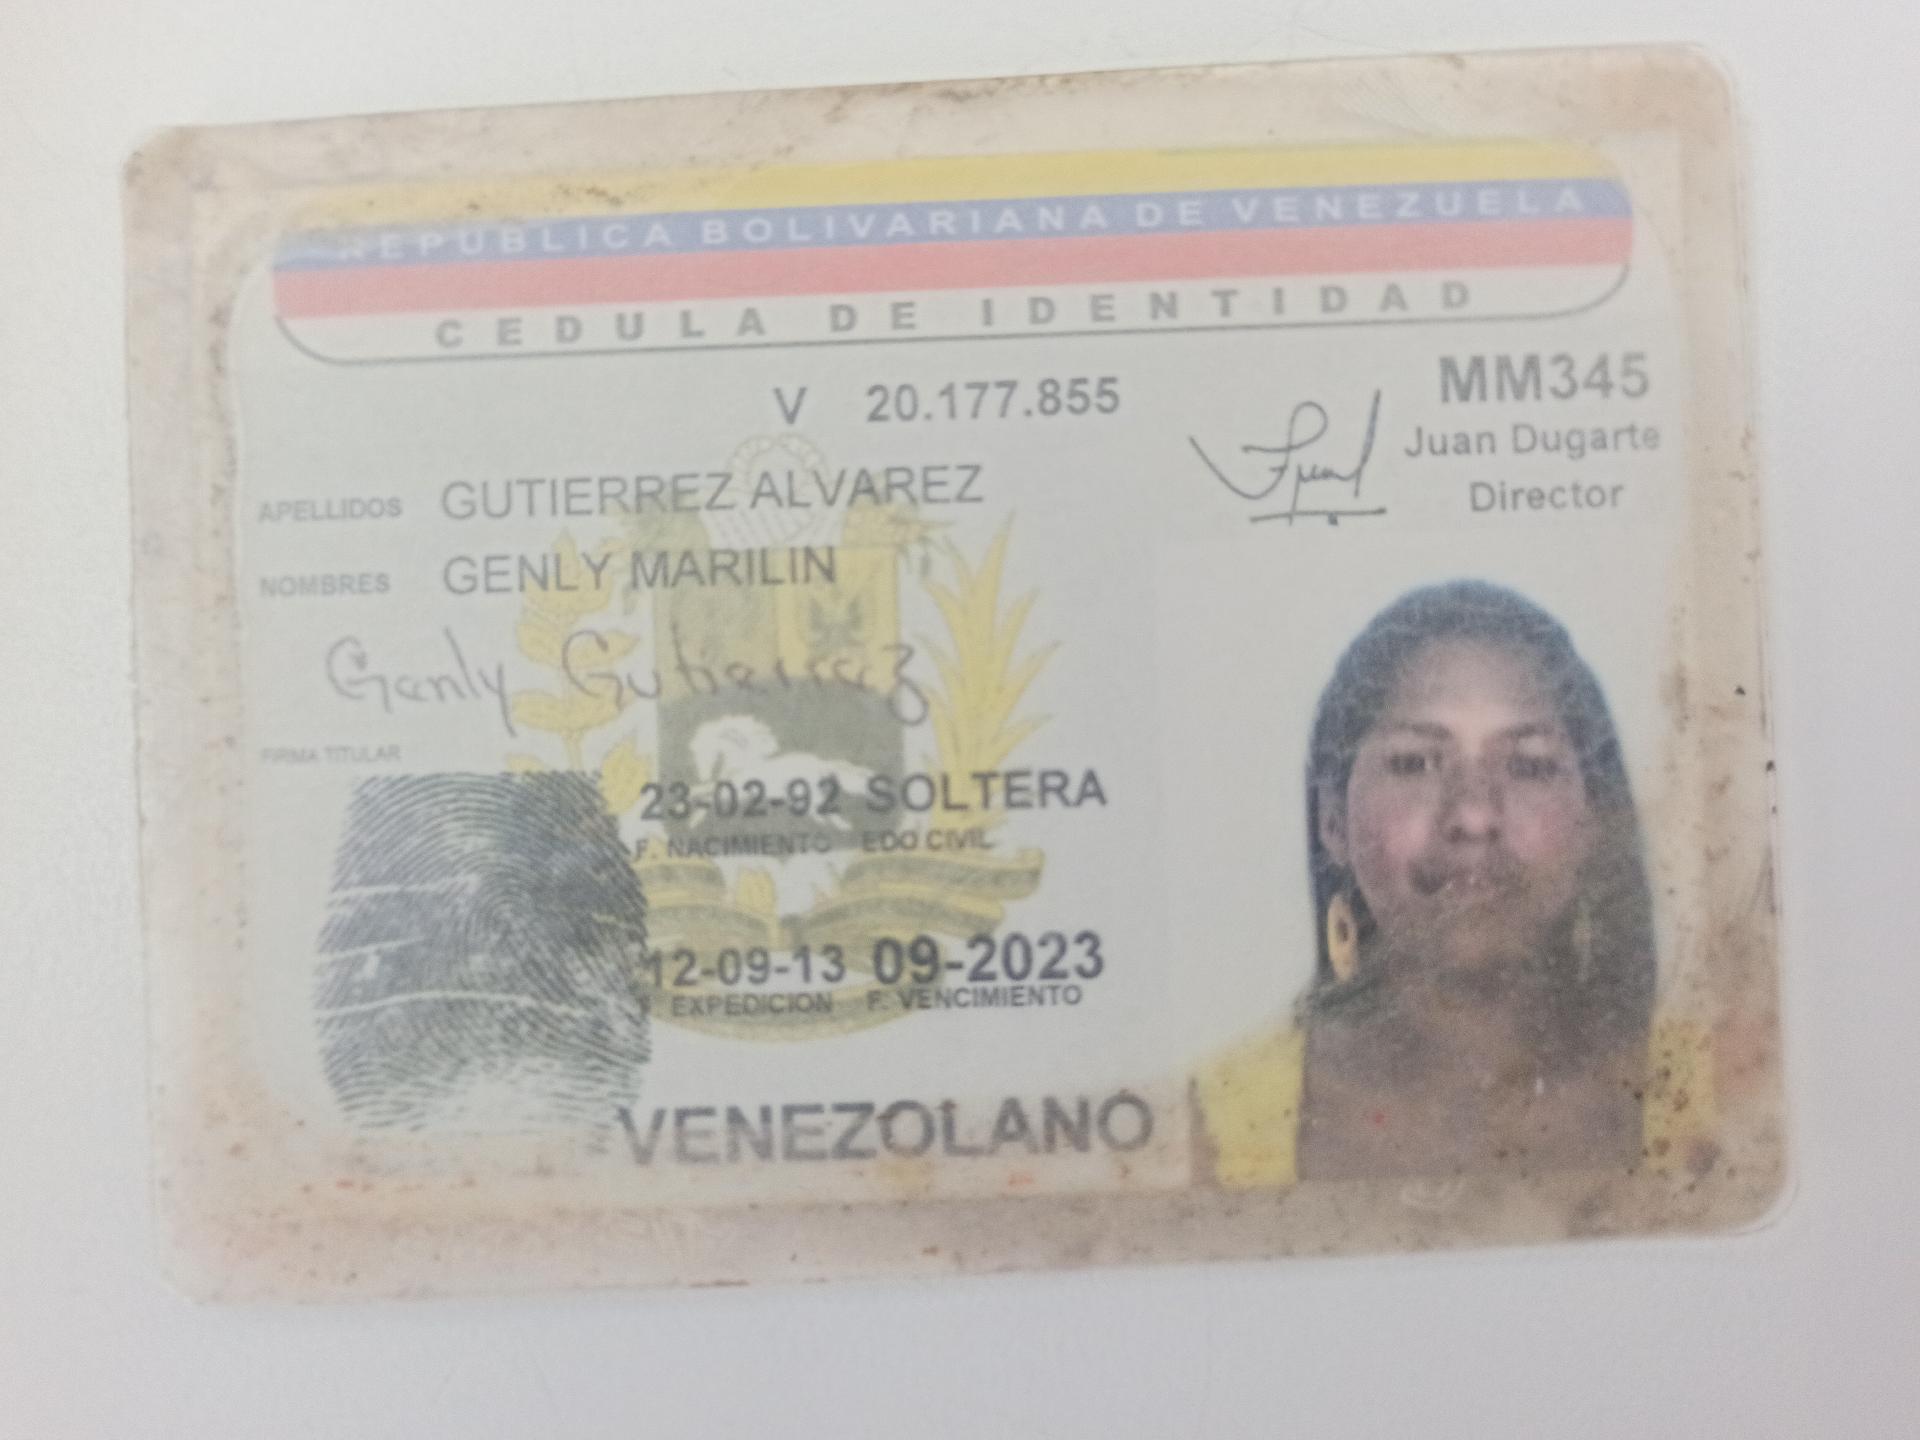 REPUBLICA BOLIVARIANA DE VENEZUELA
CEDULA DE IDENTIDAD
V 20.177.855
MM345
Juan Dugarte
Director
APELLIDOS GUTIERREZ ALVAREZ
NOMBRES GENLY MARILIN
Genly Gutierrez
FIRMA TITULAR
23-02-92 SOLTERA
F. NACIMIENTO EDO CIVIL
12-09-13 09-2023
F. EXPEDICION F. VENCIMIENTO
VENEZOLANO